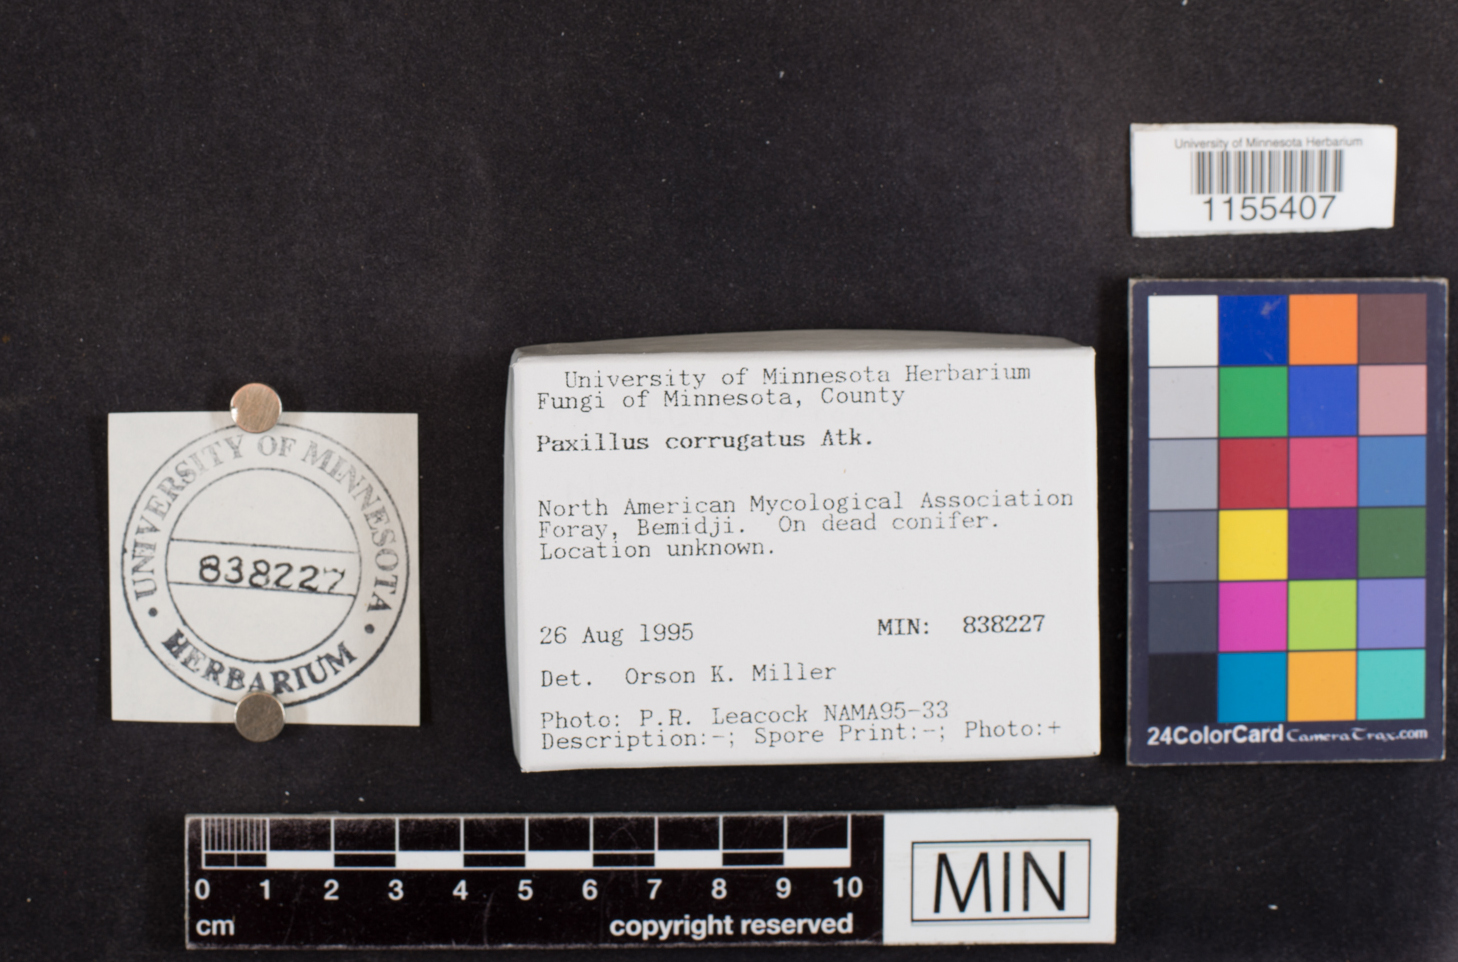 University of Minnesota Herbarium
1155407
University of Minnesota Herbarium
Fungi of Minnesota, County
Paxillus corrugatus Atk.
North American Mycological Association
Foray, Bemidji. On dead conifer.
Location unknown.
26 Aug 1995 MIN: 838227
Det. Orson K. Miller
Photo: P.R. Leacock NAMA95-33
Description:-; Spore Print:-; Photo:+
UNIVERSITY OF MINNESOTA
838227
• HERBARIUM •
24ColorCard CameraTrax.com
0 1 2 3 4 5 6 7 8 9 10
cm copyright reserved
MIN